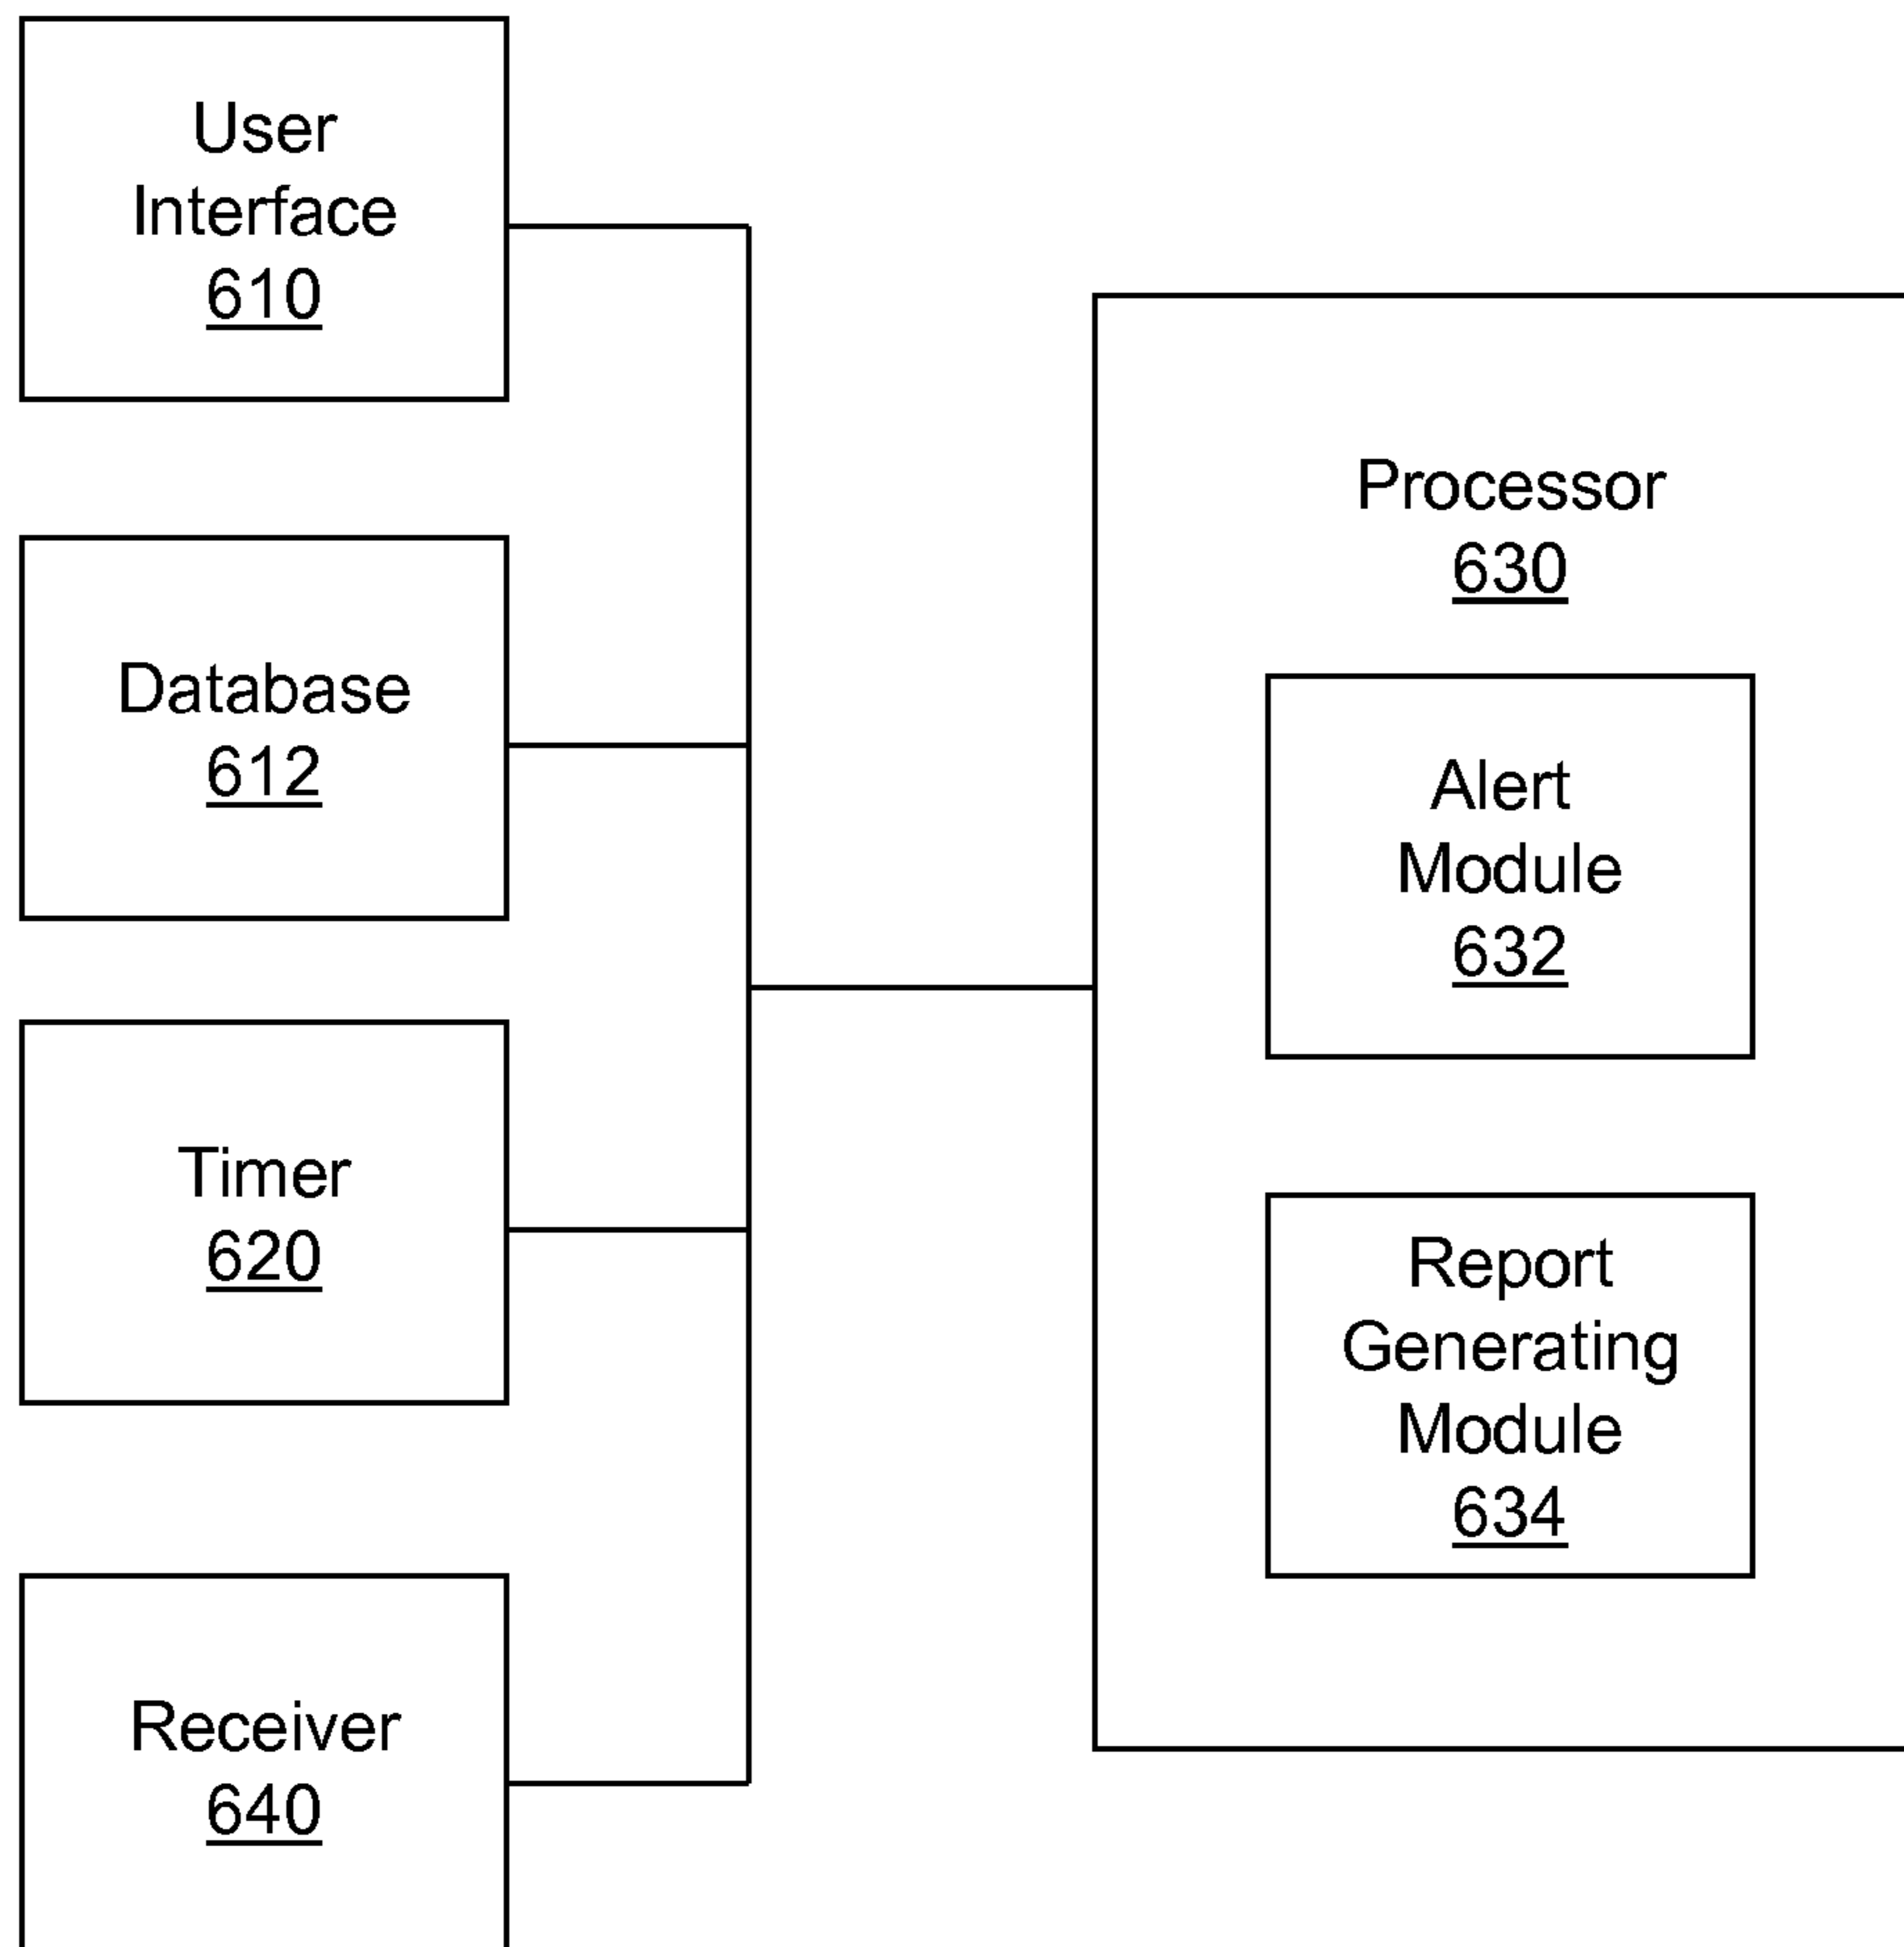 User
Interface
610
Database
612
Timer
620
Receiver
640
Processor
630
Alert
Module
632
Report
Generating
Module
634